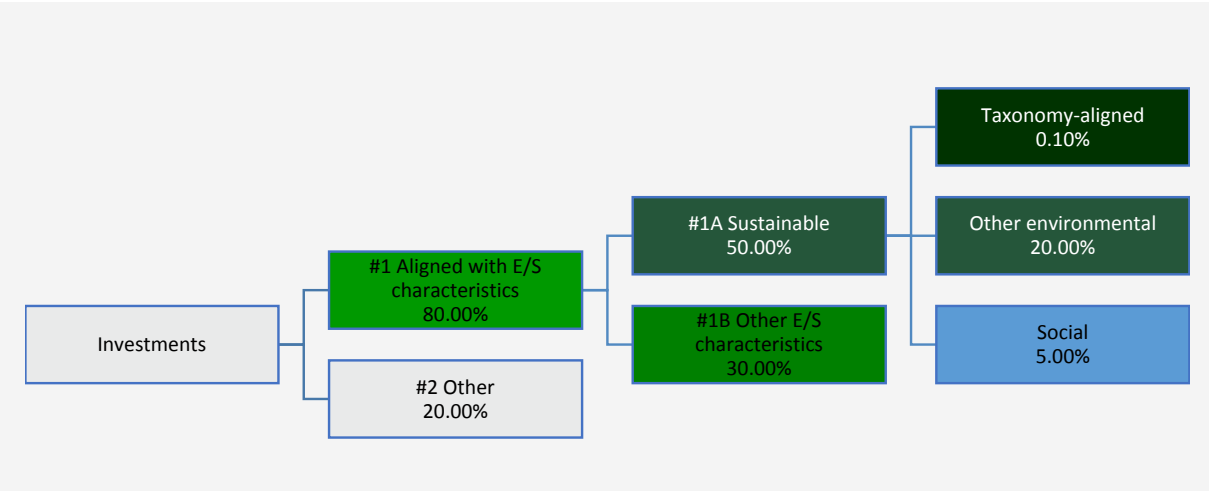 Investments
#1 Aligned with E/S
characteristics
80.00%
#2 Other
20.00%
#1A Sustainable
50.00%
#1B Other E/S
characteristics
30.00%
Taxonomy-aligned
0.10%
Other environmental
20.00%
Social
5.00%